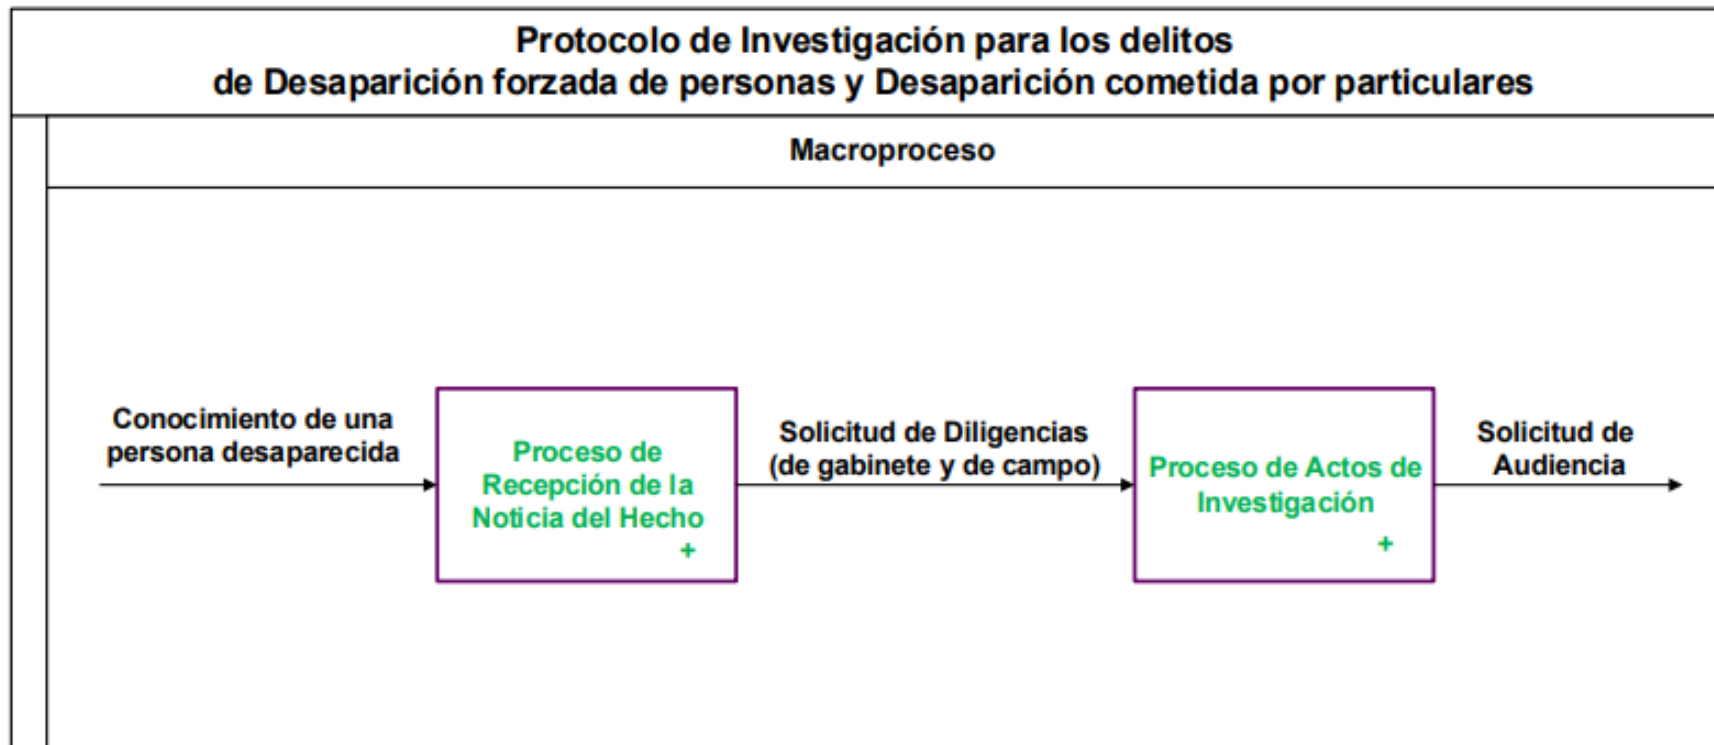 Protocolo de Investigación para los delitos
de Desaparición forzada de personas y Desaparición cometida por particulares
Macroproceso
Conocimiento de una
persona desaparecida
Proceso de
Recepción de la
Noticia del Hecho
+
Solicitud de Diligencias
(de gabinete y de campo)
Proceso de Actos de
Investigación
+
Solicitud de
Audiencia